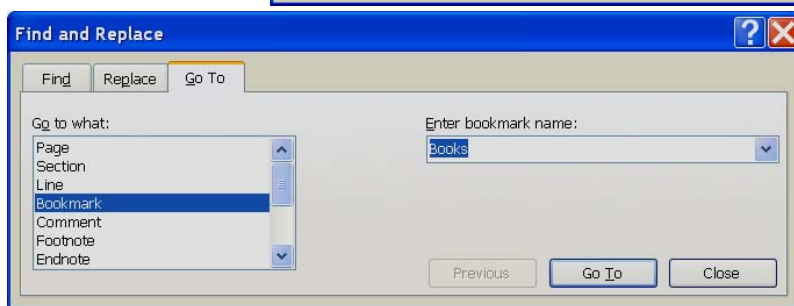 Find and Replace
Find Replace Go To
Go to what:
Page
Section
Line
Bookmark
Comment
Footnote
Endnote
Enter bookmark name:
Books
Previous Go To Close